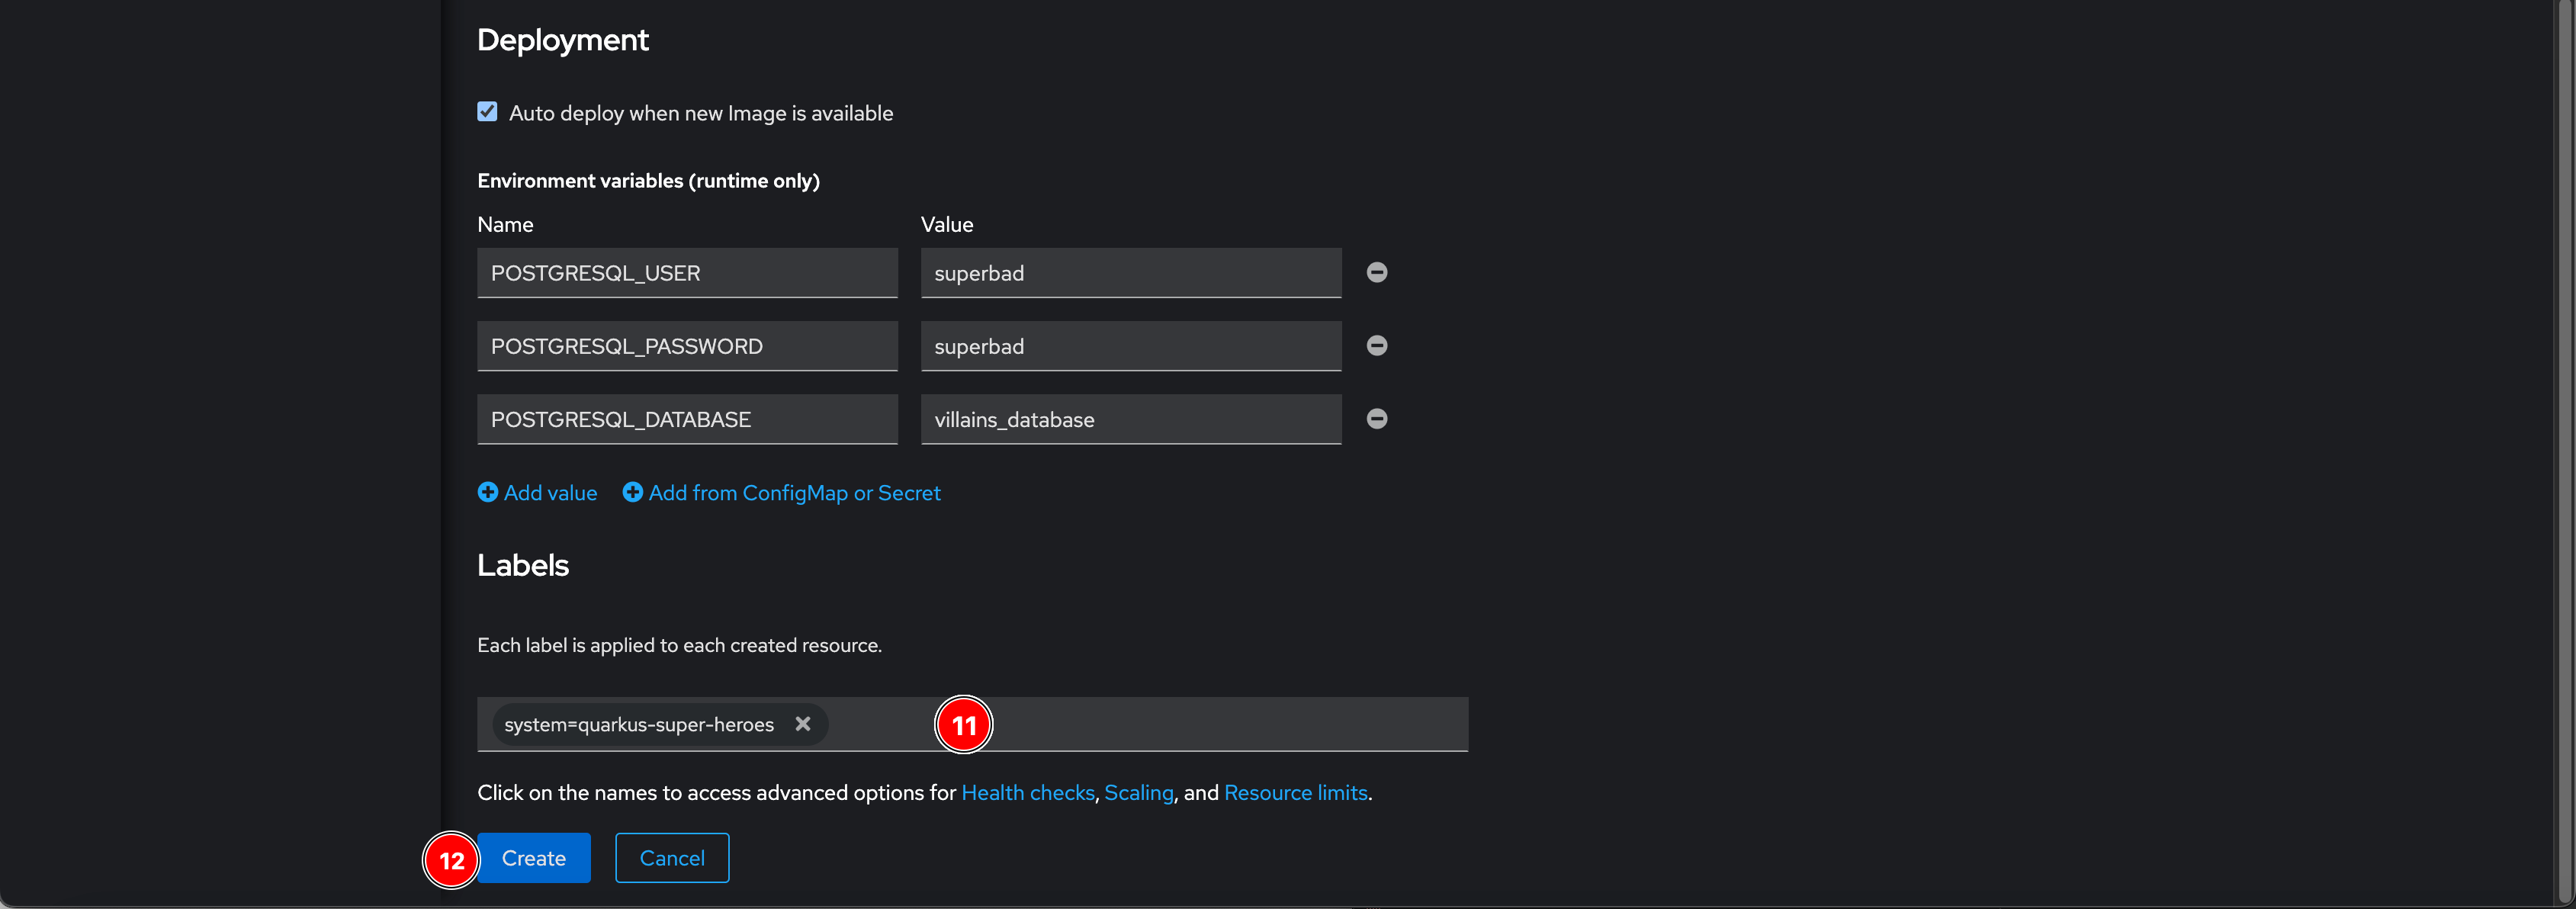 Deployment
Auto deploy when new Image is available
Environment variables (runtime only)
Name Value
POSTGRESQL_USER superbad
POSTGRESQL_PASSWORD superbad
POSTGRESQL_DATABASE villains_database
Add value Add from ConfigMap or Secret
Labels
Each label is applied to each created resource.
system=quarkus-super-heroes 11
Click on the names to access advanced options for Health checks, Scaling, and Resource limits.
12 Create Cancel